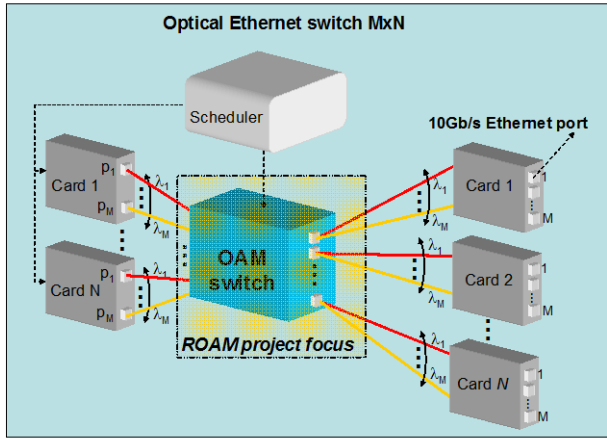 Optical Ethernet switch MxN
Scheduler
10Gb/s Ethernet port
Card 1
p1
pM
λ1
λM
Card N
p1
pM
λ1
λM
OAM
switch
ROAM project focus
λ1
λM
Card 1
1
M
λ1
λM
Card 2
1
M
λ1
λM
Card N
1
M